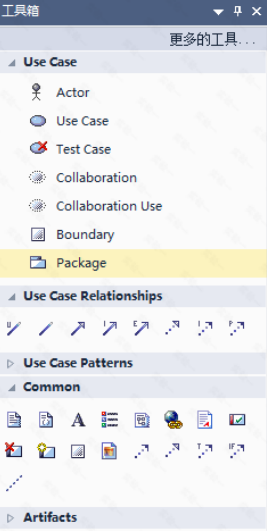 工具箱
更多的工具...
Use Case
Actor
Use Case
Test Case
Collaboration
Collaboration Use
Boundary
Package
Use Case Relationships
U I E I P
Use Case Patterns
Common
A
T IF
Artifacts